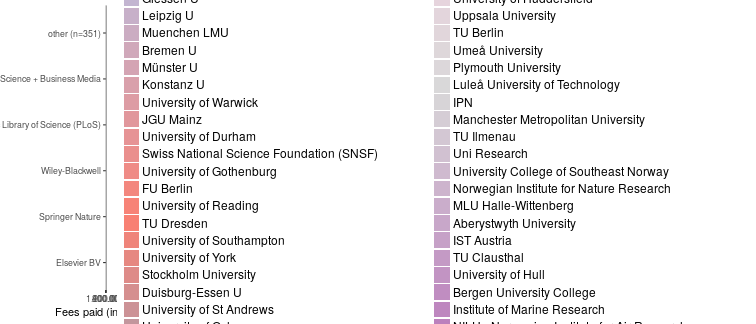 other (n=351)
Science + Business Media
Library of Science (PLoS)
Wiley-Blackwell
Springer Nature
Elsevier BV
Fees paid (in
Leipzig U
Muenchen LMU
Bremen U
Münster U
Konstanz U
University of Warwick
JGU Mainz
University of Durham
Swiss National Science Foundation (SNSF)
University of Gothenburg
FU Berlin
University of Reading
TU Dresden
University of Southampton
University of York
Stockholm University
Duisburg-Essen U
University of St Andrews
University of Huddersfield
Uppsala University
TU Berlin
Umeå University
Plymouth University
Luleå University of Technology
IPN
Manchester Metropolitan University
TU Ilmenau
Uni Research
University College of Southeast Norway
Norwegian Institute for Nature Research
MLU Halle-Wittenberg
Aberystwyth University
IST Austria
TU Clausthal
University of Hull
Bergen University College
Institute of Marine Research